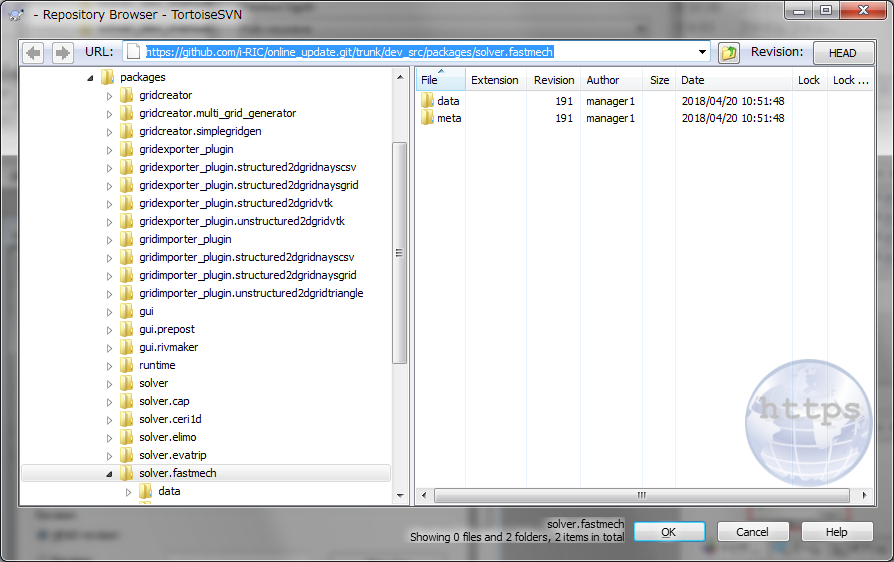 - Repository Browser - TortoiseSVN
URL: https://github.com/i-RIC/online_update.git/trunk/dev_src/packages/solver.fastmech Revision: HEAD
packages
gridcreator
gridcreator.multi_grid_generator
gridcreator.simplegridgen
gridexporter_plugin
gridexporter_plugin.structured2dgridnayscsv
gridexporter_plugin.structured2dgridnaysgrid
gridexporter_plugin.structured2dgridvtk
gridexporter_plugin.unstructured2dgridvtk
gridimporter_plugin
gridimporter_plugin.structured2dgridnayscsv
gridimporter_plugin.structured2dgridnaysgrid
gridimporter_plugin.unstructured2dgridtriangle
gui
gui.prepost
gui.rivmaker
runtime
solver
solver.cap
solver.ceri1d
solver.elimo
solver.evatrip
solver.fastmech
data
File Extension Revision Author Size Date Lock Lock ...
data 191 manager1 2018/04/20 10:51:48
meta 191 manager1 2018/04/20 10:51:48
https
solver.fastmech
Showing 0 files and 2 folders, 2 items in total
OK Cancel Help